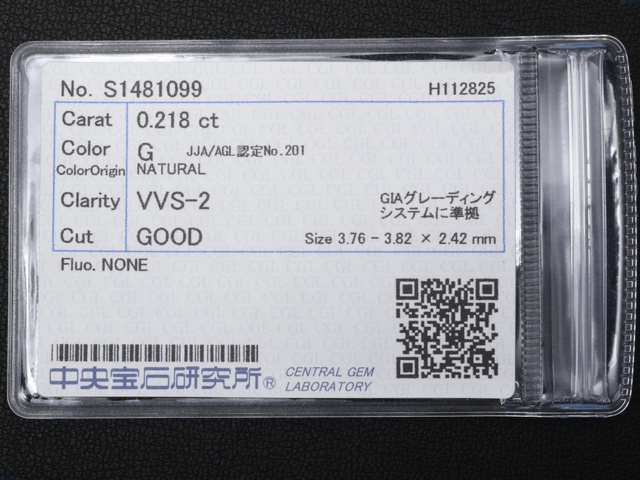 No. S1481099 H112825
Carat 0.218 ct
Color G JJA/AGL認定No.201
ColorOrigin NATURAL
Clarity VVS-2 GIAグレーディング
システムに準拠
Cut GOOD Size 3.76 - 3.82 × 2.42 mm
Fluo. NONE
中央宝石研究所® CENTRAL GEM
LABORATORY